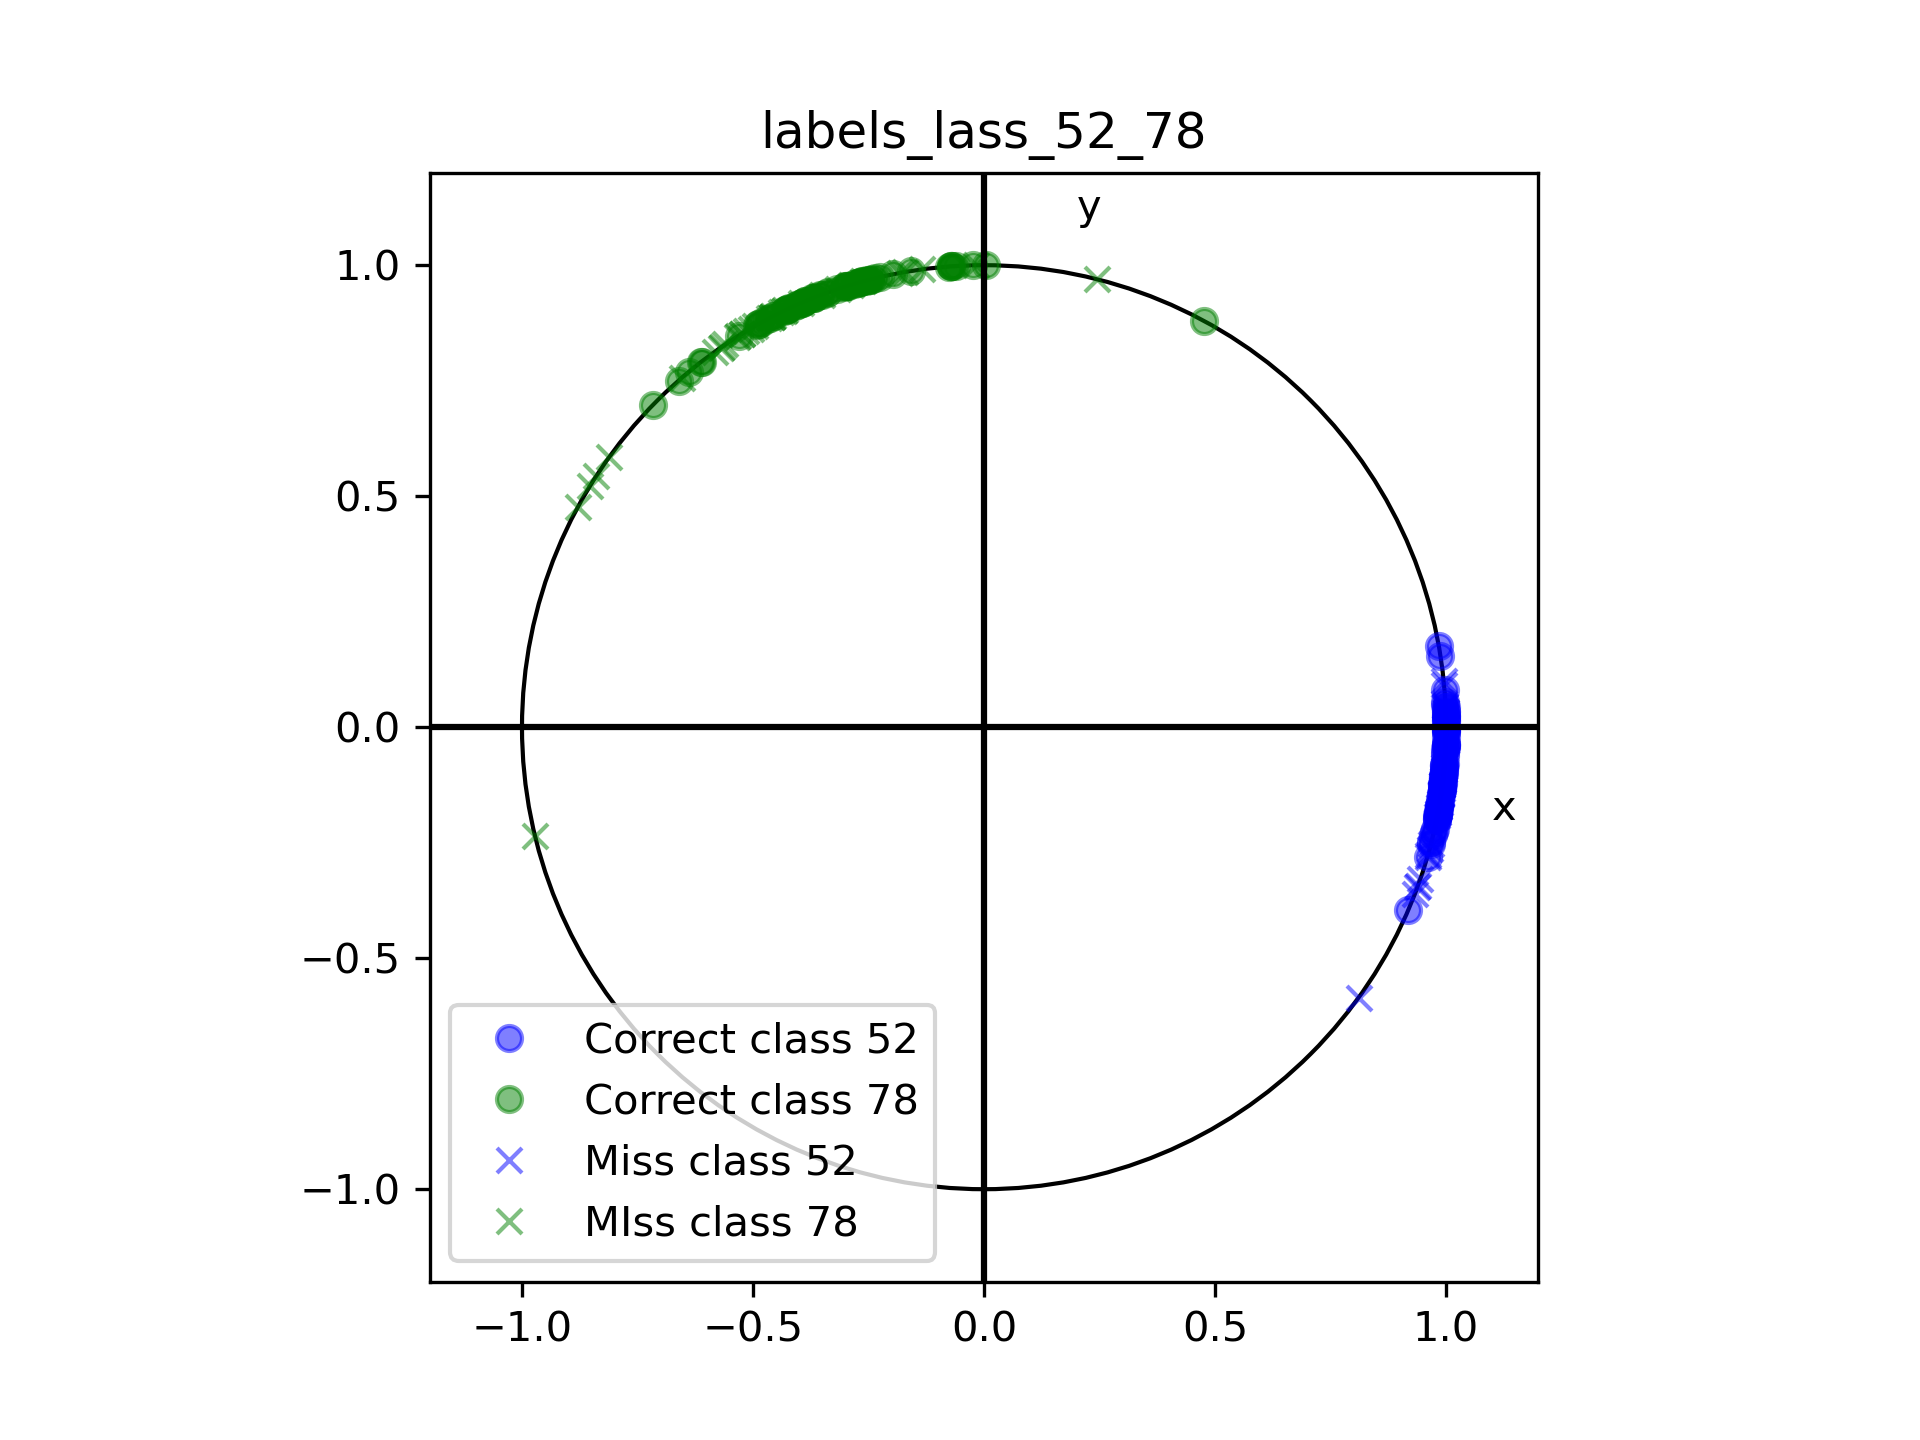 labels_lass_52_78
y
1.0
0.5
0.0
x
−0.5
−1.0
Correct class 52
Correct class 78
Miss class 52
MIss class 78
−1.0 −0.5 0.0 0.5 1.0